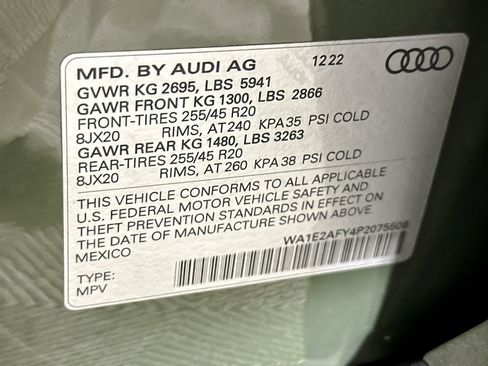 MFD. BY AUDI AG 12 22
GVWR KG 2695, LBS 5941
GAWR FRONT KG 1300, LBS 2866
FRONT-TIRES 255/45 R20
8JX20 RIMS, AT 240 KPA 35 PSI COLD
GAWR REAR KG 1480, LBS 3263
REAR-TIRES 255/45 R20
8JX20 RIMS, AT 260 KPA 38 PSI COLD
THIS VEHICLE CONFORMS TO ALL APPLICABLE
U.S. FEDERAL MOTOR VEHICLE SAFETY AND
THEFT PREVENTION STANDARDS IN EFFECT ON
THE DATE OF MANUFACTURE SHOWN ABOVE.
MEXICO
WA1E2AFY4P2075506
TYPE:
MPV